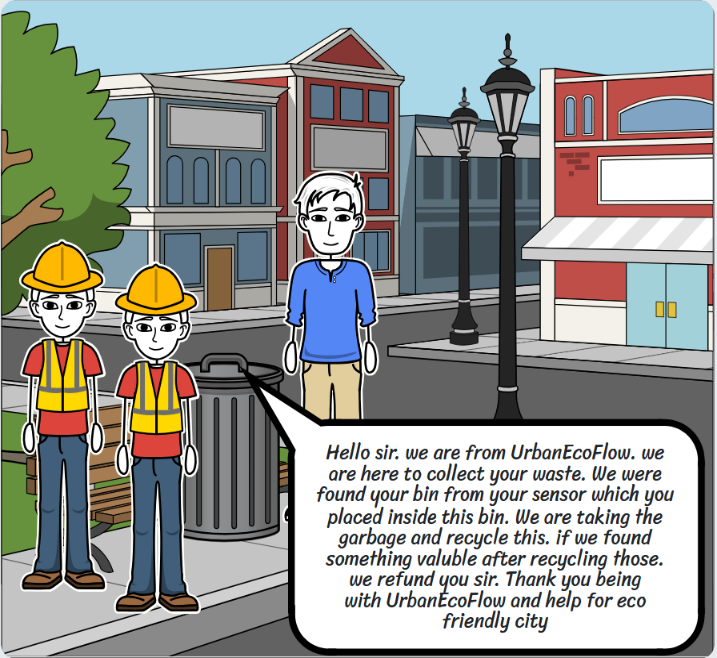 Hello sir. we are from UrbanEcoFlow. we
are here to collect your waste. We were
found your bin from your sensor which you
placed inside this bin. We are taking the
garbage and recycle this. if we found
something valuble after recycling those.
we refund you sir. Thank you being
with UrbanEcoFlow and help for eco
friendly city